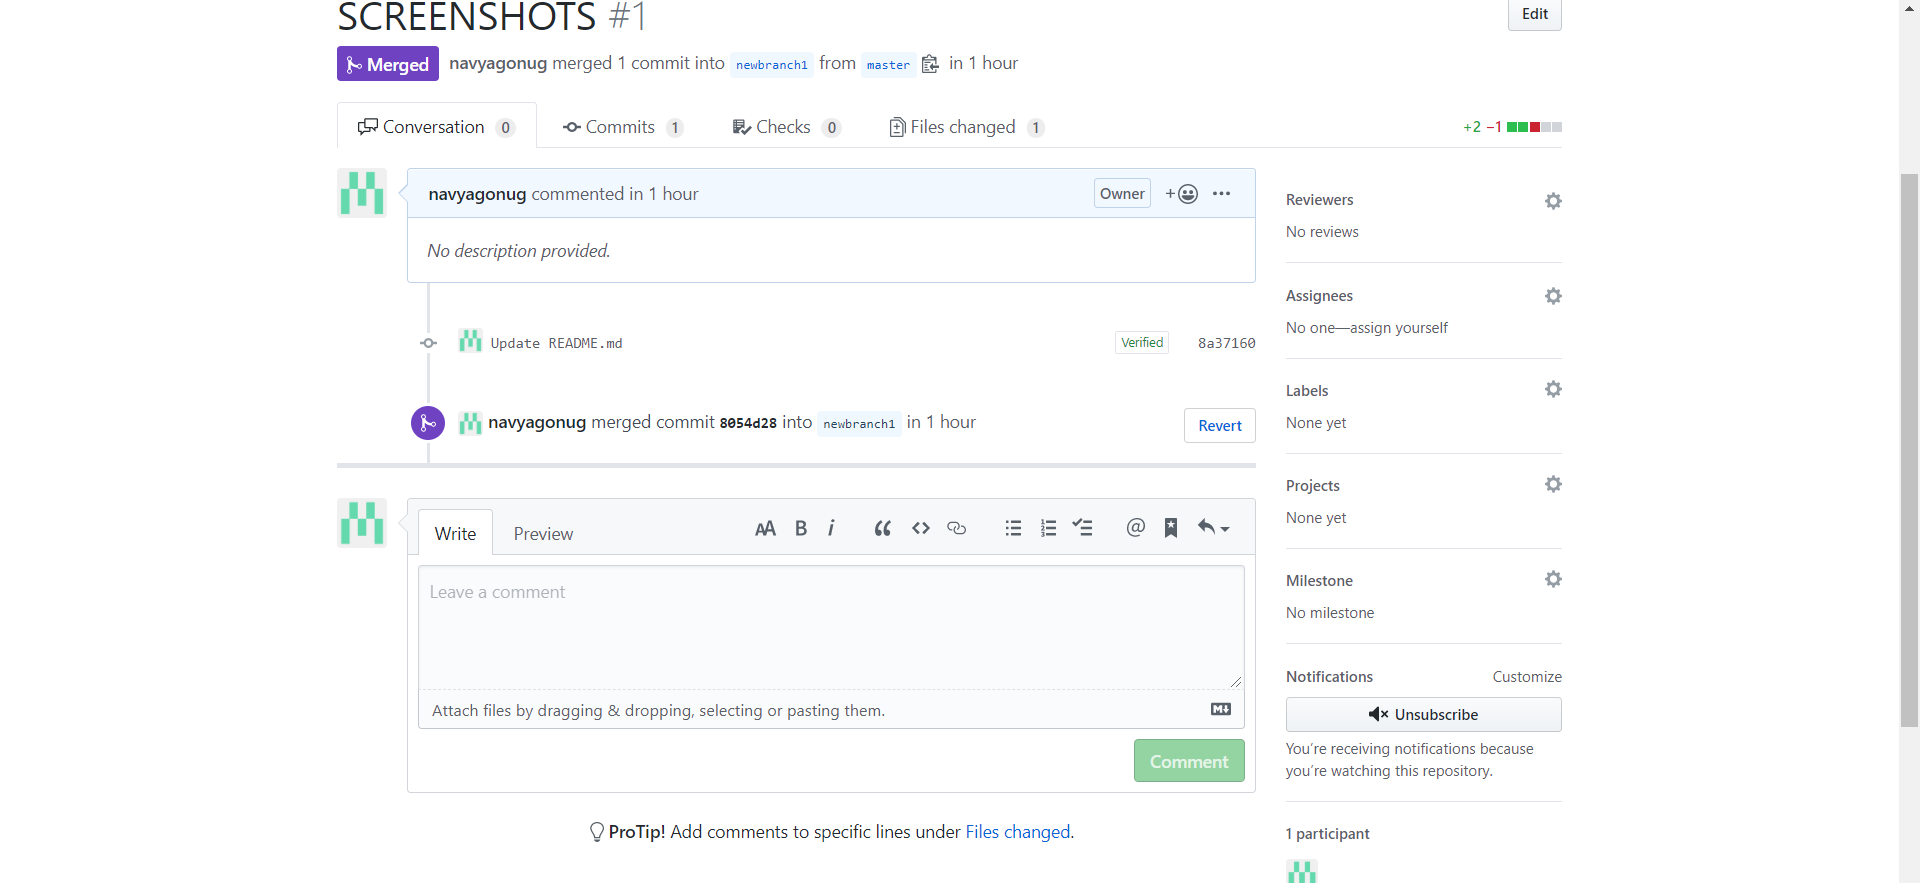 SCREENSHOTS #1
Edit
Merged navyagonug merged 1 commit into newbranch1 from master in 1 hour
Conversation 0 Commits 1 Checks 0 Files changed 1 +2 −1
navyagonug commented in 1 hour Owner +
No description provided.
Update README.md Verified 8a37160
navyagonug merged commit 8054d28 into newbranch1 in 1 hour Revert
Write Preview AA B i
Leave a comment
Attach files by dragging & dropping, selecting or pasting them.
Comment
ProTip! Add comments to specific lines under Files changed.
Reviewers
No reviews
Assignees
No one—assign yourself
Labels
None yet
Projects
None yet
Milestone
No milestone
Notifications Customize
Unsubscribe
You’re receiving notifications because
you’re watching this repository.
1 participant